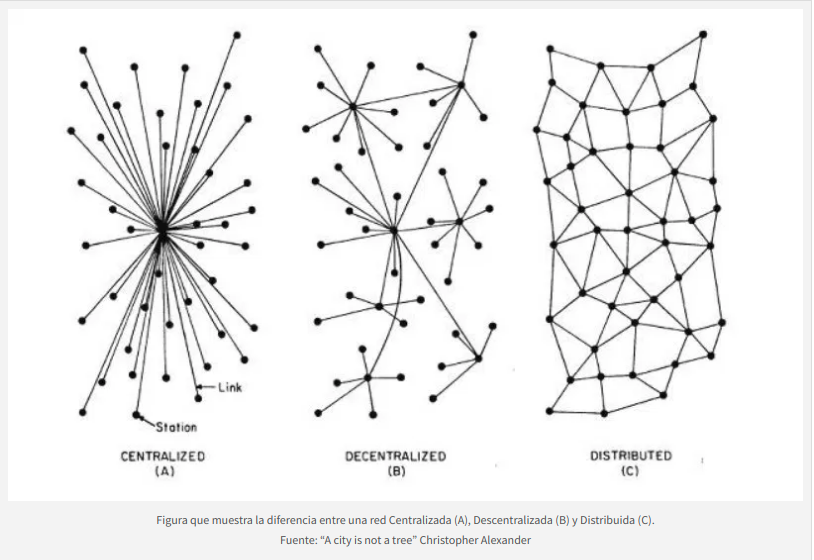 Link
Station
CENTRALIZED
(A)
DECENTRALIZED
(B)
DISTRIBUTED
(C)
Figura que muestra la diferencia entre una red Centralizada (A), Descentralizada (B) y Distribuida (C).
Fuente: “A city is not a tree” Christopher Alexander